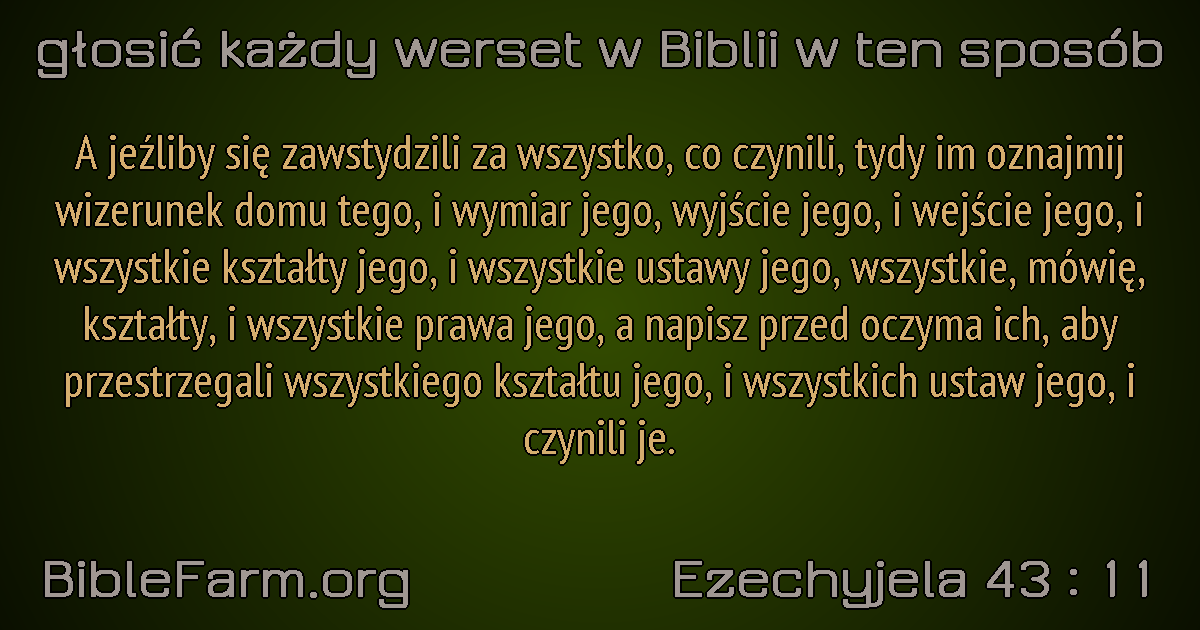 głosić każdy werset w Biblii w ten sposób
A jeźliby się zawstydzili za wszystko, co czynili, tydy im oznajmij
wizerunek domu tego, i wymiar jego, wyjście jego, i wejście jego, i
wszystkie kształty jego, i wszystkie ustawy jego, wszystkie, mówię,
kształty, i wszystkie prawa jego, a napisz przed oczyma ich, aby
przestrzegali wszystkiego kształtu jego, i wszystkich ustaw jego, i
czynili je.
BibleFarm.org
Ezechyjela 43 : 11